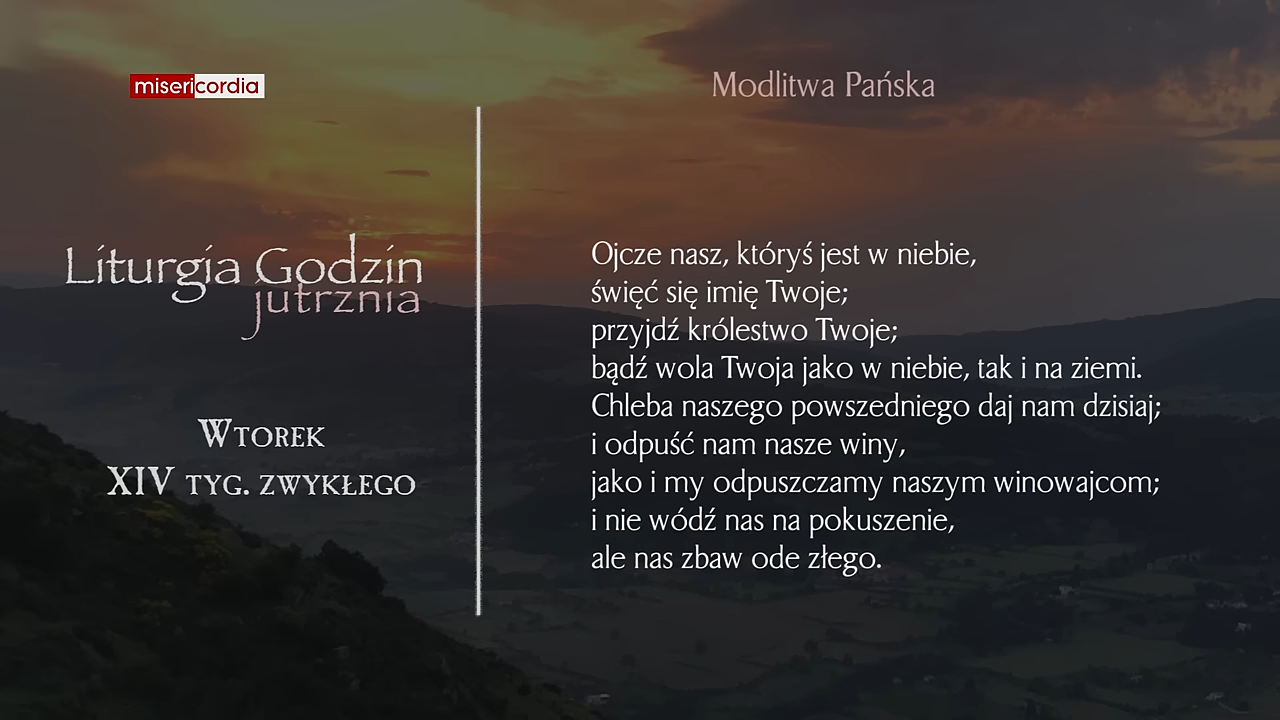 misericordia
Liturgia Godzin
jutrznia
Wtorek
XIV tyg. zwykłego
Modlitwa Pańska
Ojcze nasz, któryś jest w niebie,
święć się imię Twoje;
przyjdź królestwo Twoje;
bądź wola Twoja jako w niebie, tak i na ziemi.
Chleba naszego powszedniego daj nam dzisiaj;
i odpuść nam nasze winy,
jako i my odpuszczamy naszym winowajcom;
i nie wódź nas na pokuszenie,
ale nas zbaw ode złego.